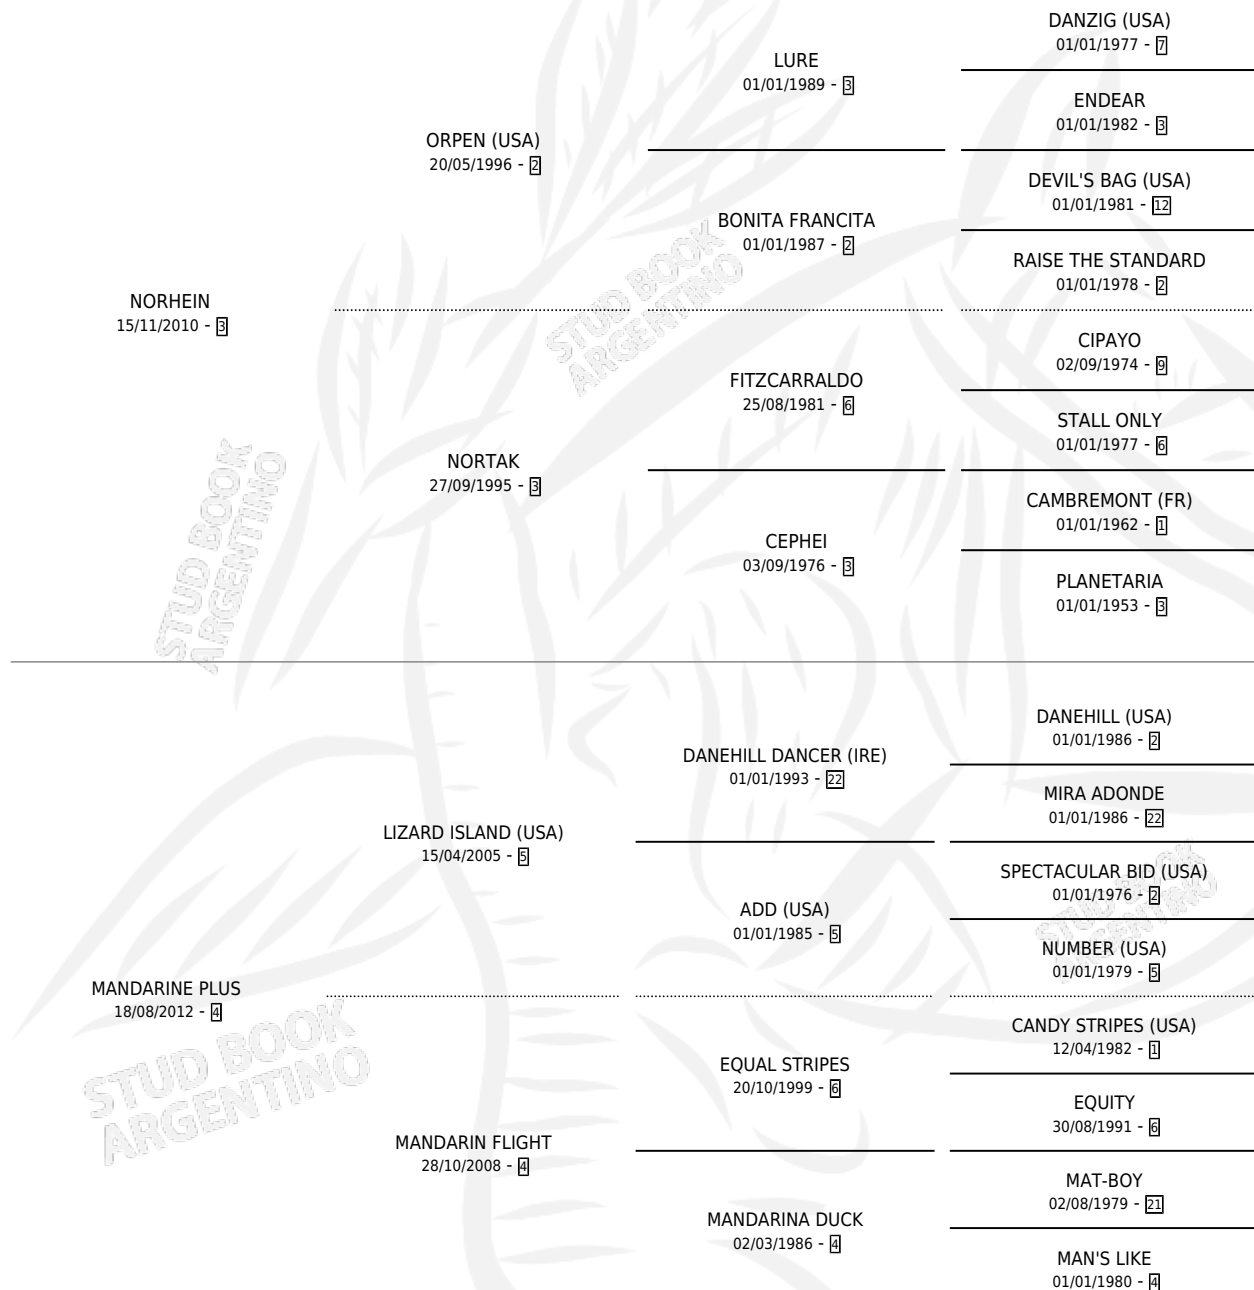 DANZIG (USA)
01/01/1977 - 7
LURE
01/01/1989 - 3
ENDEAR
01/01/1982 - 3
ORPEN (USA)
20/05/1996 - 2
DEVIL'S BAG (USA)
01/01/1981 - 12
BONITA FRANCITA
01/01/1987 - 2
RAISE THE STANDARD
01/01/1978 - 2
NORHEIN
15/11/2010 - 3
CIPAYO
02/09/1974 - 9
FITZCARRALDO
25/08/1981 - 6
STALL ONLY
01/01/1977 - 6
NORTAK
27/09/1995 - 3
CAMBREMONT (FR)
01/01/1962 - 1
CEPHEI
03/09/1976 - 3
PLANETARIA
01/01/1953 - 3
DANEHILL (USA)
01/01/1986 - 2
DANEHILL DANCER (IRE)
01/01/1993 - 22
MIRA ADONDE
01/01/1986 - 22
LIZARD ISLAND (USA)
15/04/2005 - 5
SPECTACULAR BID (USA)
01/01/1976 - 2
ADD (USA)
01/01/1985 - 5
NUMBER (USA)
01/01/1979 - 5
MANDARINE PLUS
18/08/2012 - 4
CANDY STRIPES (USA)
12/04/1982 - 1
EQUAL STRIPES
20/10/1999 - 6
EQUITY
30/08/1991 - 6
MANDARIN FLIGHT
28/10/2008 - 4
MAT-BOY
02/08/1979 - 21
MANDARINA DUCK
02/03/1986 - 4
MAN'S LIKE
01/01/1980 - 4
STUD BOOK
ARGENTINO
STUD BOOK
ARGENTINO
STUD BOOK
ARGENTINO
STUD BOOK
ARGENTINO